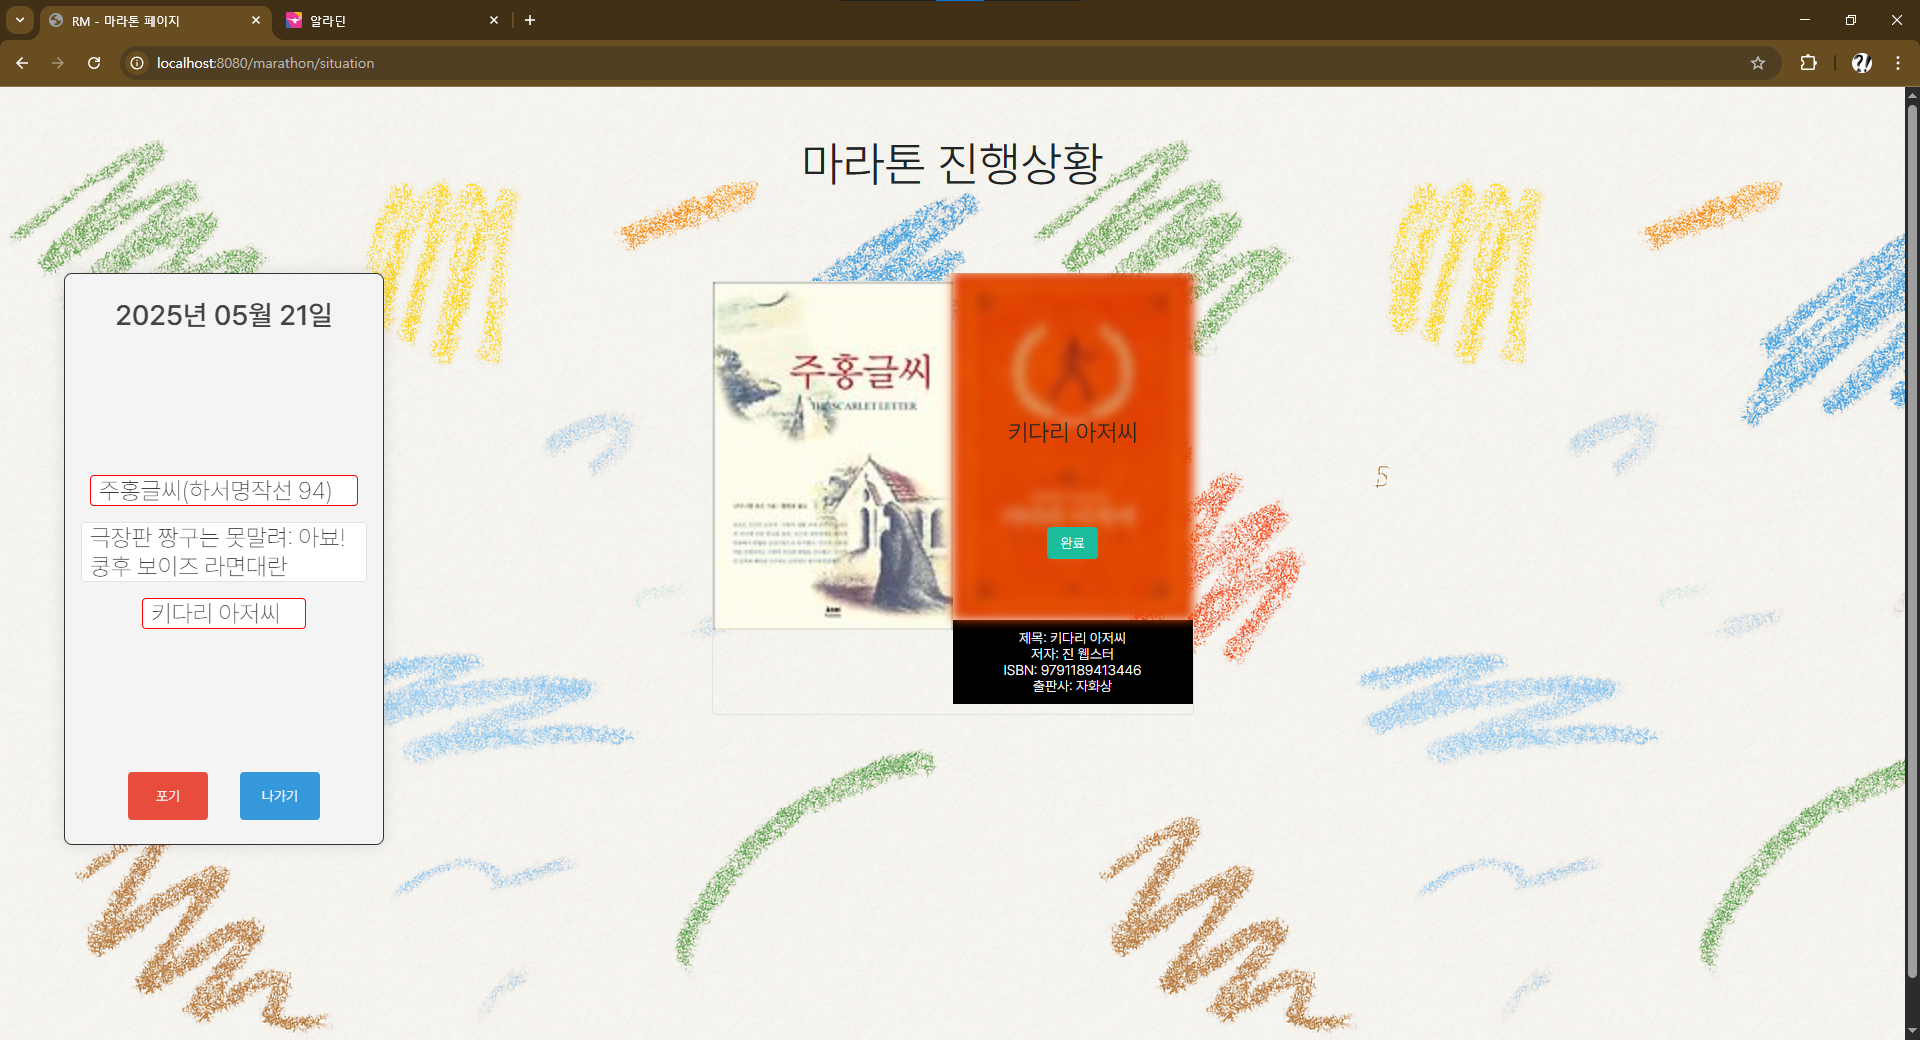 RM - 마라톤 페이지
알라딘
localhost:8080/marathon/situation
마라톤 진행상황
2025년 05월 21일
주홍글씨(하서명작선 94)
극장판 짱구는 못말려: 아뵤!
쿵후 보이즈 라면대란
키다리 아저씨
포기
나가기
주홍글씨
THE SCARLET LETTER
키다리 아저씨
완료
제목: 키다리 아저씨
저자: 진 웹스터
ISBN: 9791189413446
출판사: 자화상
5